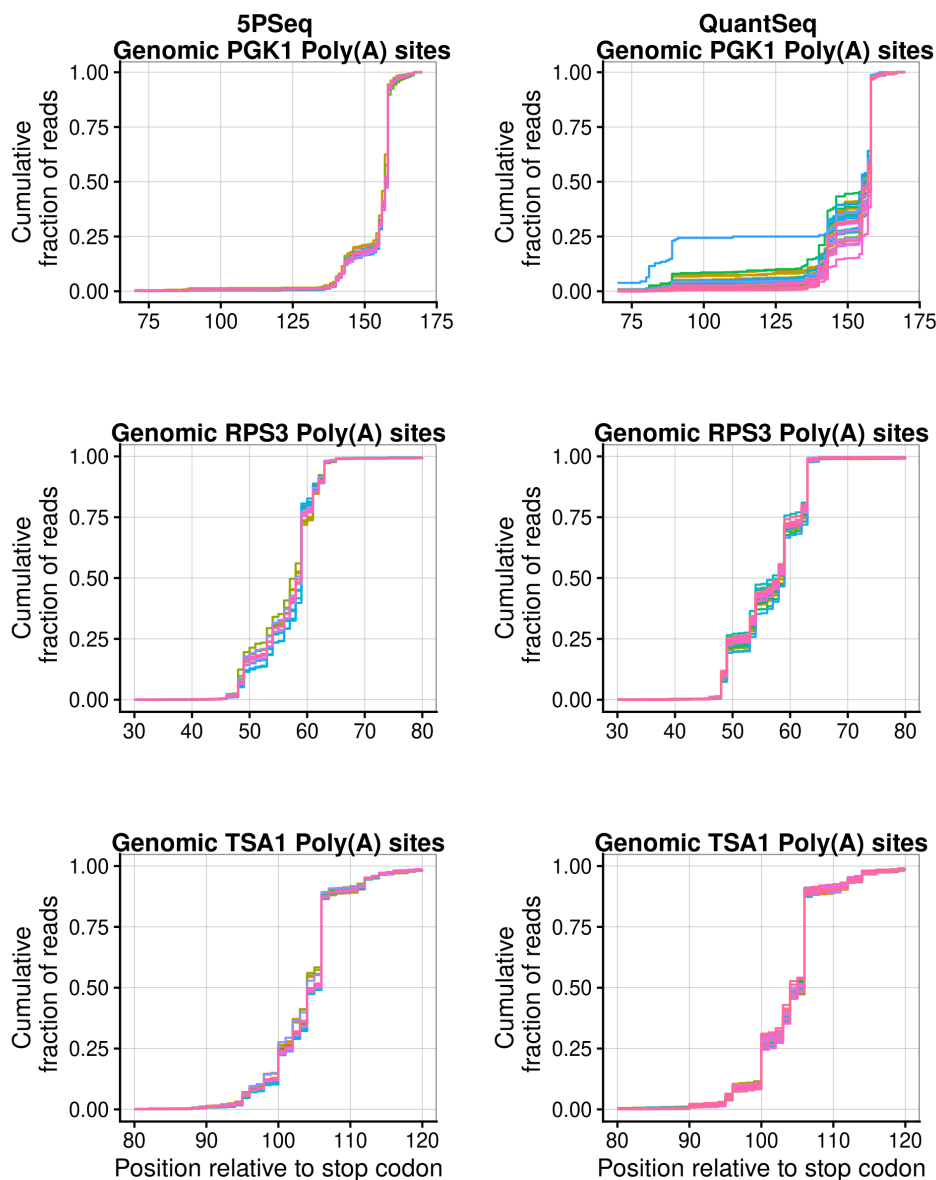 5PSeq
Genomic PGK1 Poly(A) sites
1.00
0.75
0.50
0.25
0.00
Cumulative
fraction of reads
75
100
125
150
175
QuantSeq
Genomic PGK1 Poly(A) sites
1.00
0.75
0.50
0.25
0.00
Cumulative
fraction of reads
75
100
125
150
175
Genomic RPS3 Poly(A) sites
1.00
0.75
0.50
0.25
0.00
Cumulative
fraction of reads
30
40
50
60
70
80
Genomic RPS3 Poly(A) sites
1.00
0.75
0.50
0.25
0.00
Cumulative
fraction of reads
30
40
50
60
70
80
Genomic TSA1 Poly(A) sites
1.00
0.75
0.50
0.25
0.00
Cumulative
fraction of reads
80
90
100
110
120
Position relative to stop codon
Genomic TSA1 Poly(A) sites
1.00
0.75
0.50
0.25
0.00
Cumulative
fraction of reads
80
90
100
110
120
Position relative to stop codon